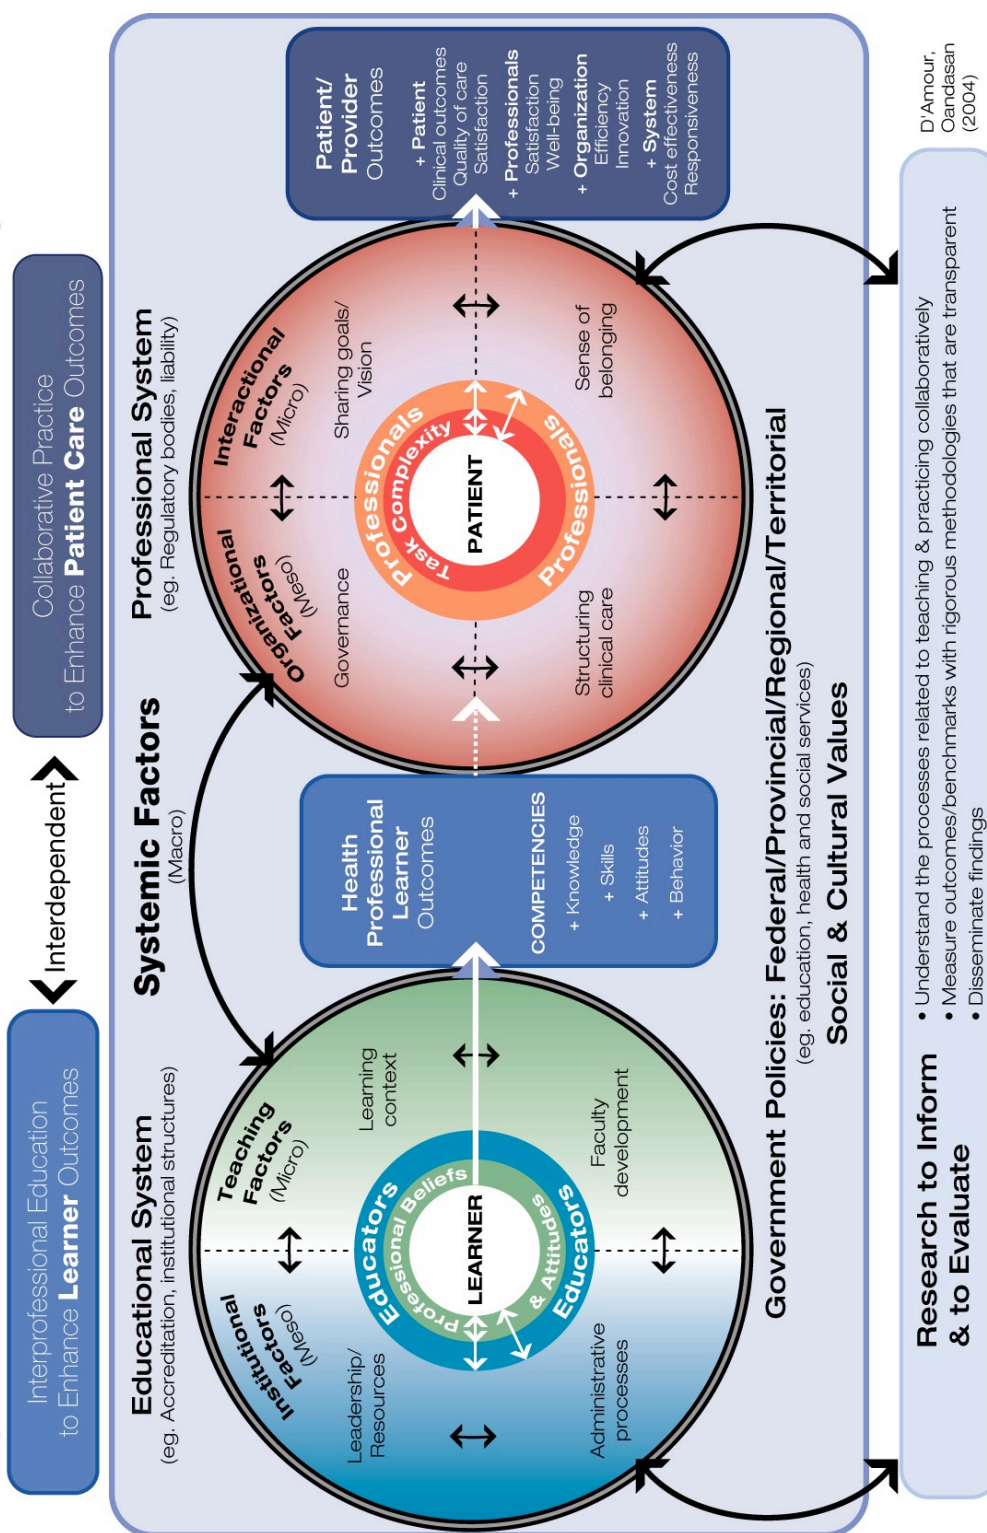 Interprofessional Education
to Enhance Learner Outcomes
Interdependent
Collaborative Practice
to Enhance Patient Care Outcomes
Educational System
(eg. Accreditation, institutional structures)
Systemic Factors
(Macro)
Professional System
(eg. Regulatory bodies, liability)
Institutional
Factors
(Meso)
Teaching
Factors
(Micro)
Leadership/
Resources
Learning
context
Educators
Professional Beliefs
LEARNER
& Attitudes
Educators
Administrative
processes
Faculty
development
Health
Professional
Learner
Outcomes
COMPETENCIES
+ Knowledge
+ Skills
+ Attitudes
+ Behavior
Organizational
Factors
(Meso)
Interactional
Factors
(Micro)
Governance
Sharing goals/
Vision
Professionals
Task Complexity
PATIENT
Professionals
Structuring
clinical care
Sense of
belonging
Patient/
Provider
Outcomes
+ Patient
Clinical outcomes
Quality of care
Satisfaction
+ Professionals
Satisfaction
Well-being
+ Organization
Efficiency
Innovation
+ System
Cost effectiveness
Responsiveness
Government Policies: Federal/Provincial/Regional/Territorial
(eg. education, health and social services)
Social & Cultural Values
Research to Inform
& to Evaluate
• Understand the processes related to teaching & practicing collaboratively
• Measure outcomes/benchmarks with rigorous methodologies that are transparent
• Disseminate findings
D'Amour,
Oandasan
(2004)